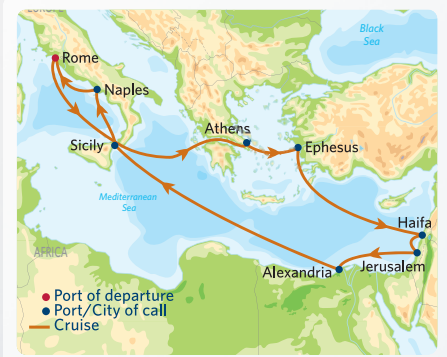 Black
Sea
Rome
Naples
Athens
Sicily
Ephesus
Mediterranean
Sea
Haifa
AFRICA
Alexandria
Jerusalem
Port of departure
Port/City of call
Cruise